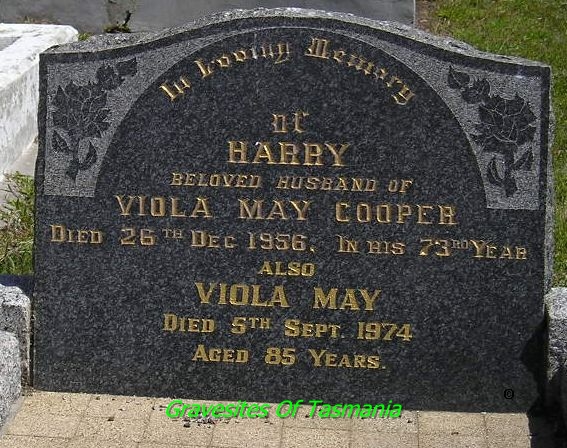 In Loving Memory
of
HARRY
BELOVED HUSBAND OF
VIOLA MAY COOPER
DIED 26TH DEC 1956, IN HIS 73RD YEAR
ALSO
VIOLA MAY
DIED 5TH SEPT. 1974
AGED 85 YEARS.
Gravesites Of Tasmania